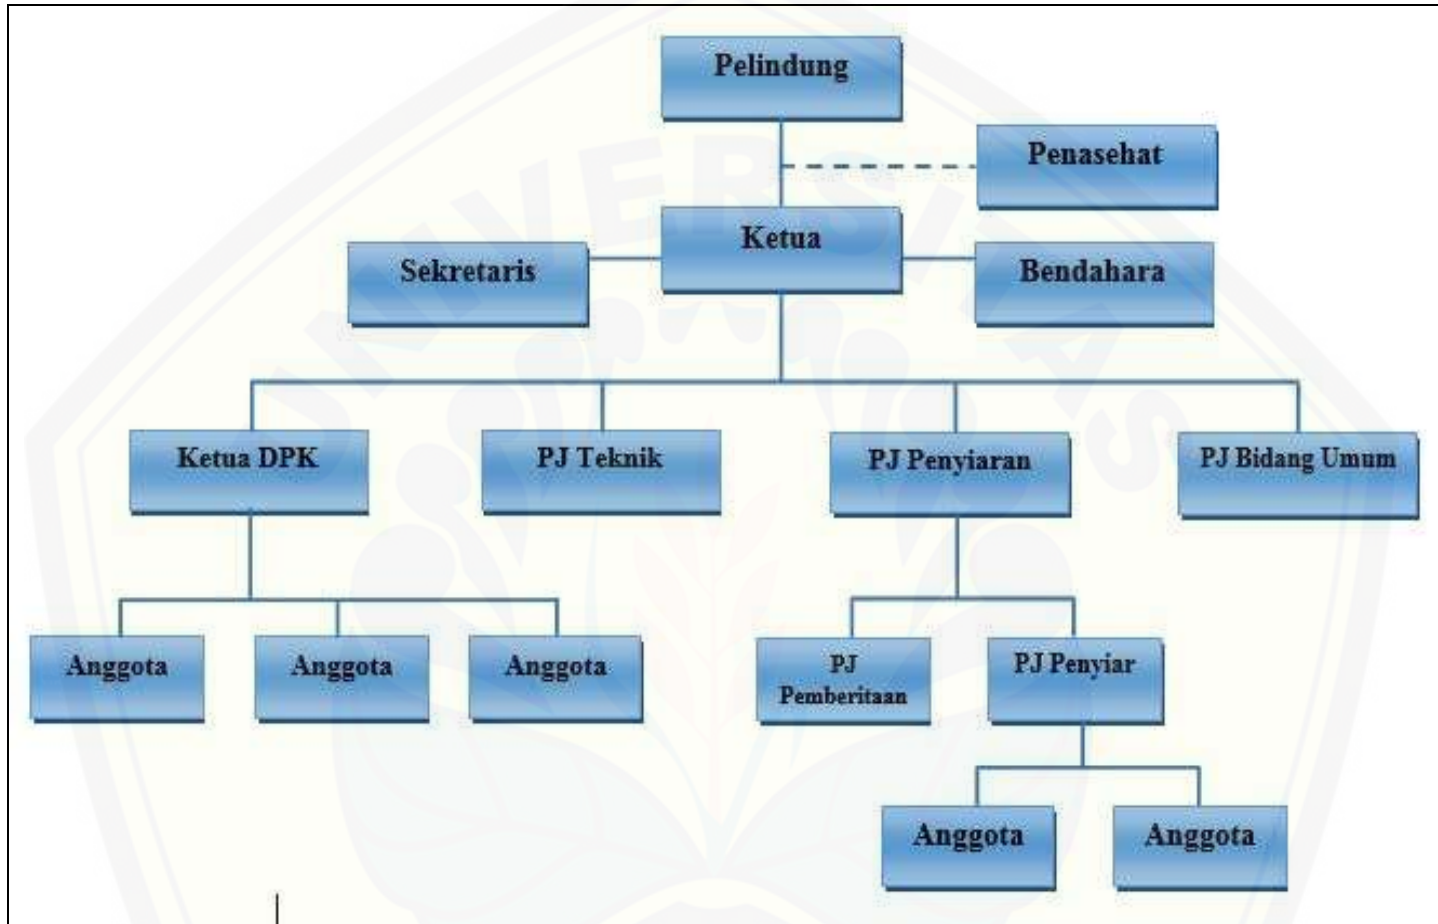 Pelindung
Penasehat
Ketua
Sekretaris
Bendahara
Ketua DPK
PJ Teknik
PJ Penyiaran
PJ Bidang Umum
Anggota
Anggota
Anggota
PJ
Pemberitaan
PJ Penyiar
Anggota
Anggota
UNIVERSITAS